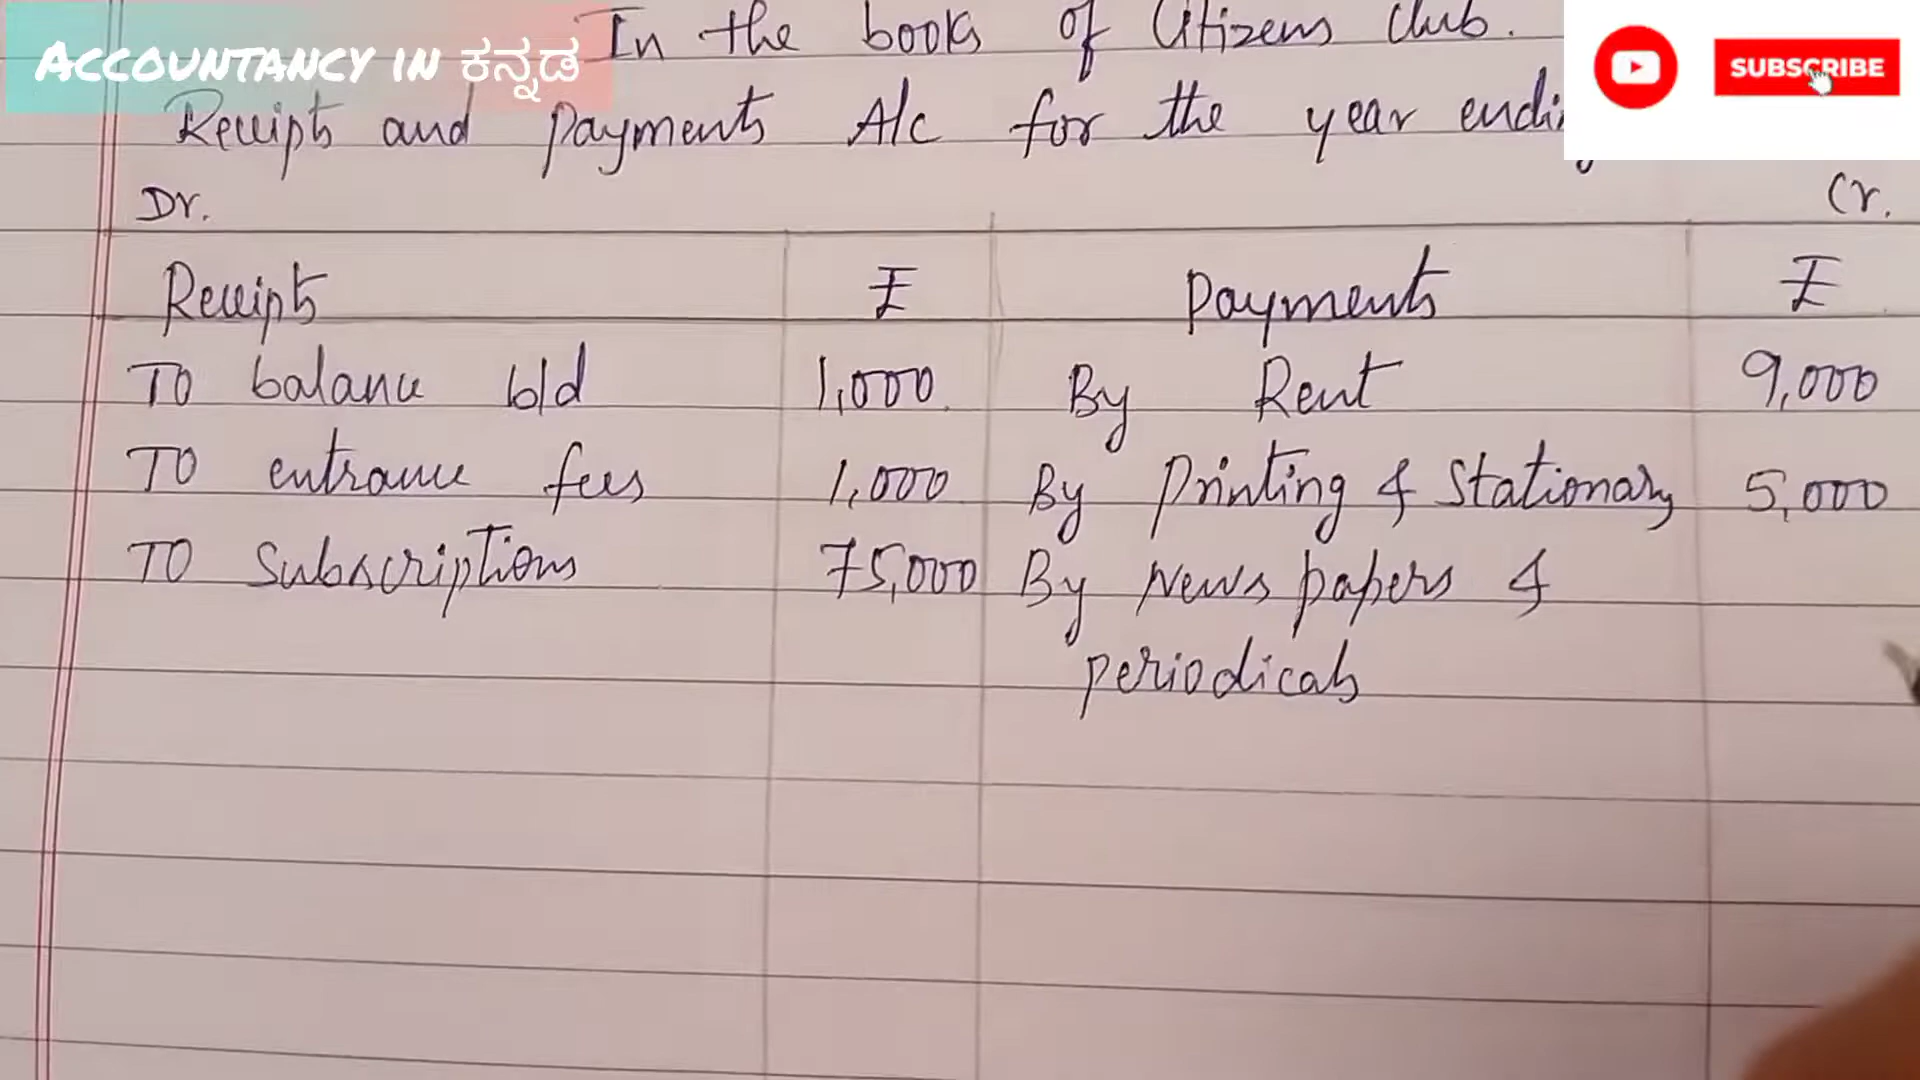 In the books of Citizens Club.
ACCOUNTANCY IN ಕನ್ನಡ
SUBSCRIBE
Receipts and payments A/c for the year
Dr. Cr.
Receipts ₹ Payments ₹
TO balance b/d 1,000 By Rent 9,000
TO entrance fees 1,000 By Printing & Stationary 5,000
TO Subscriptions 75,000 By News papers &
periodicals